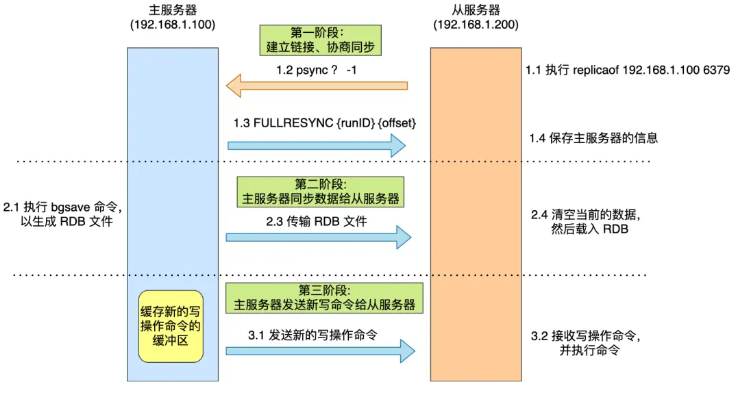 主服务器
(192.168.1.100)
从服务器
(192.168.1.200)
第一阶段：
建立链接、协商同步
1.2 psync ? -1
1.1 执行 replicaof 192.168.1.100 6379
1.3 FULLRESYNC {runID} {offset}
1.4 保存主服务器的信息
第二阶段:
主服务器同步数据给从服务器
2.1 执行 bgsave 命令，
以生成 RDB 文件
2.3 传输 RDB 文件
2.4 清空当前的数据，
然后载入 RDB
第三阶段:
主服务器发送新写命令给从服务器
缓存新的写
操作命令的
缓冲区
3.1 发送新的写操作命令
3.2 接收写操作命令，
并执行命令